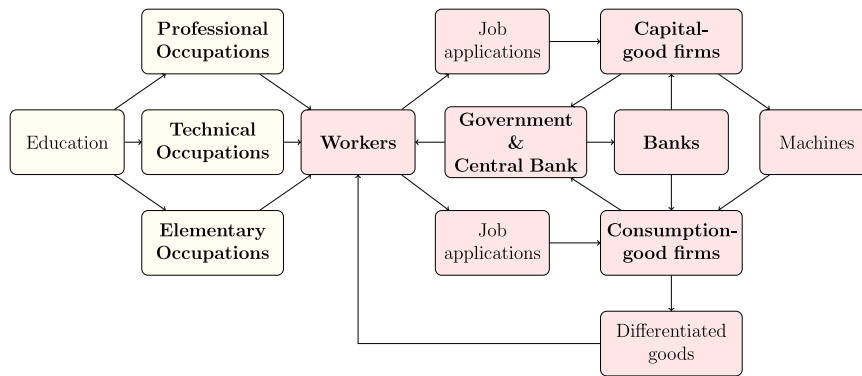 Professional
Occupations
Job
applications
Capital-
good firms
Education
Technical
Occupations
Workers
Government
&
Central Bank
Banks
Machines
Elementary
Occupations
Job
applications
Consumption-
good firms
Differentiated
goods